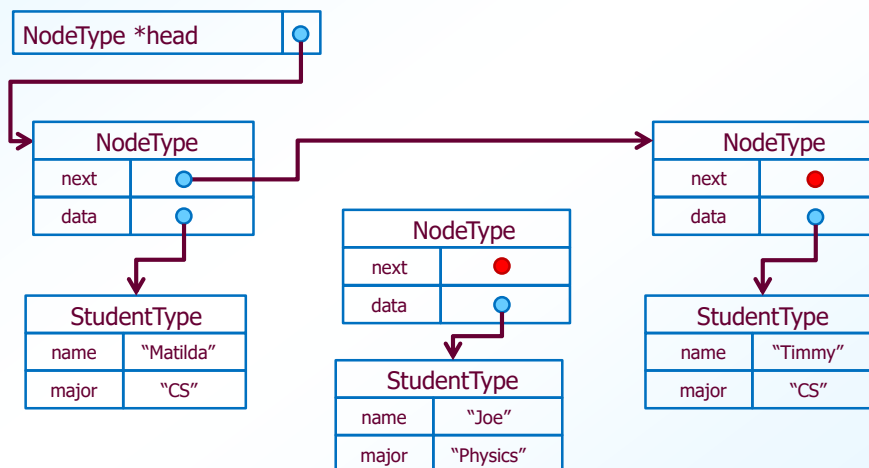 NodeType *head
NodeType
next
data
StudentType
name "Matilda"
major "CS"
NodeType
next
data
StudentType
name "Joe"
major "Physics"
NodeType
next
data
StudentType
name "Timmy"
major "CS"